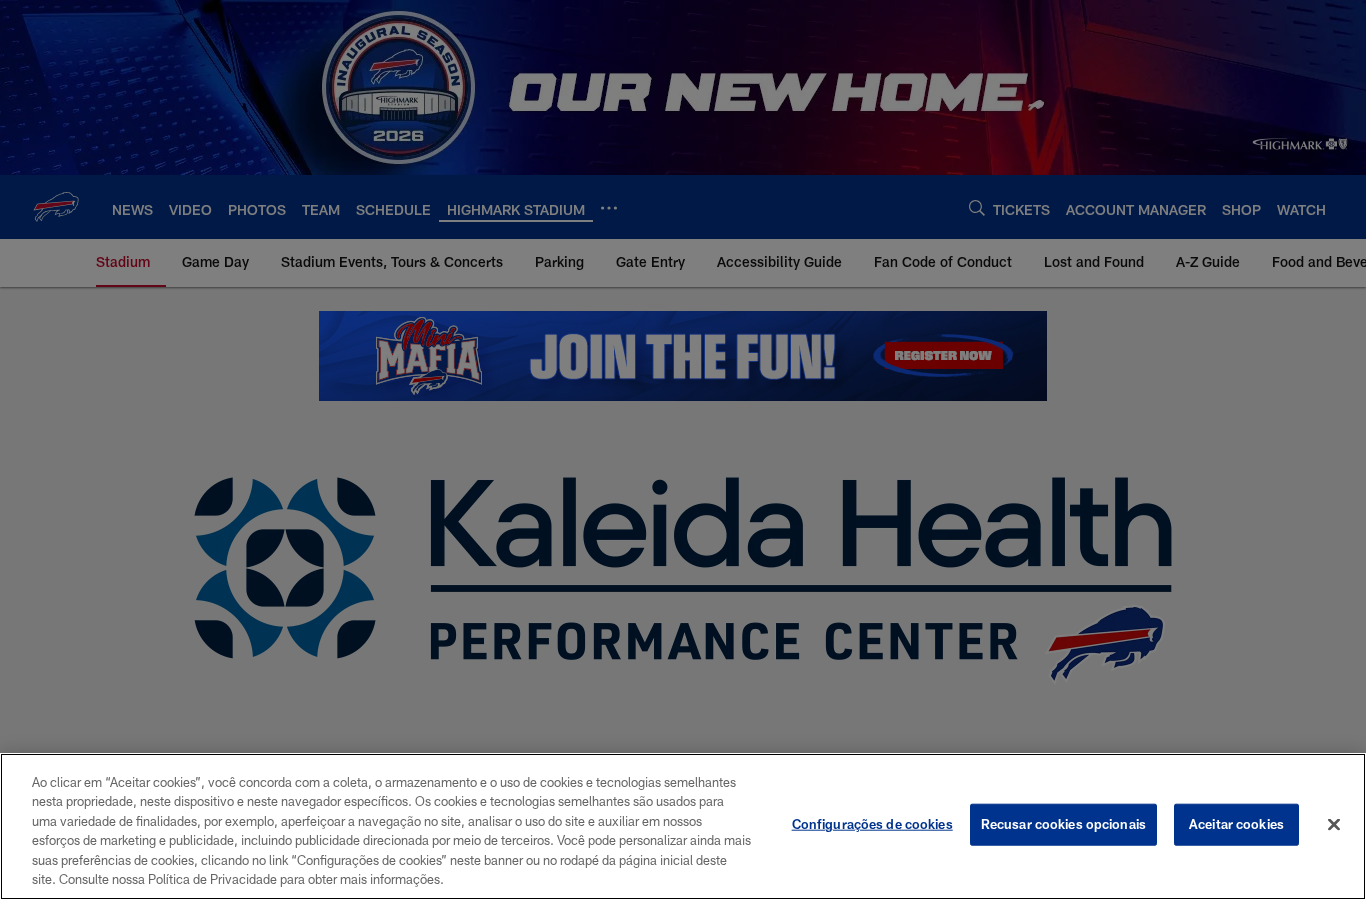 INAUGURAL SEASON
HIGHMARK
STADIUM
2026
OUR NEW HOME.
HIGHMARK
NEWS VIDEO PHOTOS TEAM SCHEDULE HIGHMARK STADIUM ••• TICKETS ACCOUNT MANAGER SHOP WATCH
Stadium Game Day Stadium Events, Tours & Concerts Parking Gate Entry Accessibility Guide Fan Code of Conduct Lost and Found A-Z Guide Food and Beve
Mini
MAFIA
JOIN THE FUN!
REGISTER NOW
Kaleida Health
PERFORMANCE CENTER
Ao clicar em “Aceitar cookies”, você concorda com a coleta, o armazenamento e o uso de cookies e tecnologias semelhantes
nesta propriedade, neste dispositivo e neste navegador específicos. Os cookies e tecnologias semelhantes são usados para
uma variedade de finalidades, por exemplo, aperfeiçoar a navegação no site, analisar o uso do site e auxiliar em nossos
esforços de marketing e publicidade, incluindo publicidade direcionada por meio de terceiros. Você pode personalizar ainda mais
suas preferências de cookies, clicando no link “Configurações de cookies” neste banner ou no rodapé da página inicial deste
site. Consulte nossa Política de Privacidade para obter mais informações.
Configurações de cookies
Recusar cookies opcionais
Aceitar cookies